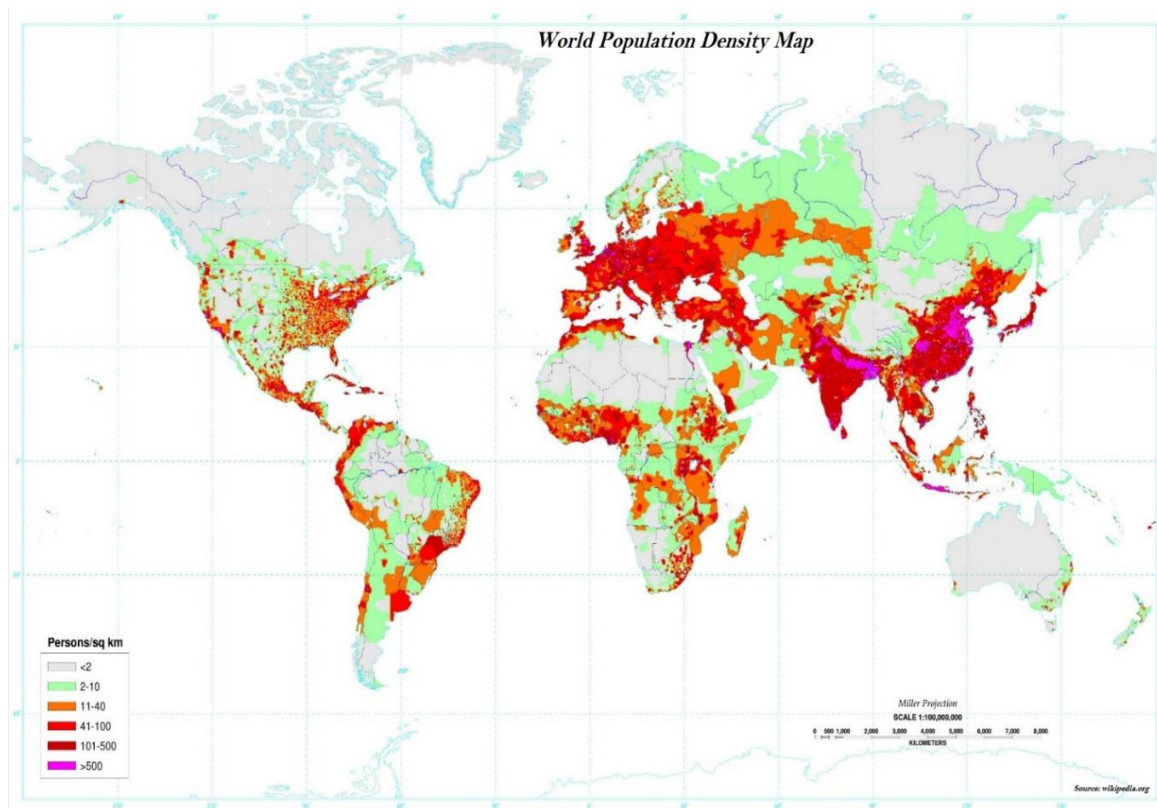 World Population Density Map
Persons/sq km
<2
2-10
11-40
41-100
101-500
>500
Miller Projection
SCALE 1:100,000,000
0 500 1,000 2,000 3,000 4,000 5,000 6,000 7,000 8,000
KILOMETERS
Source: wikipedia.org